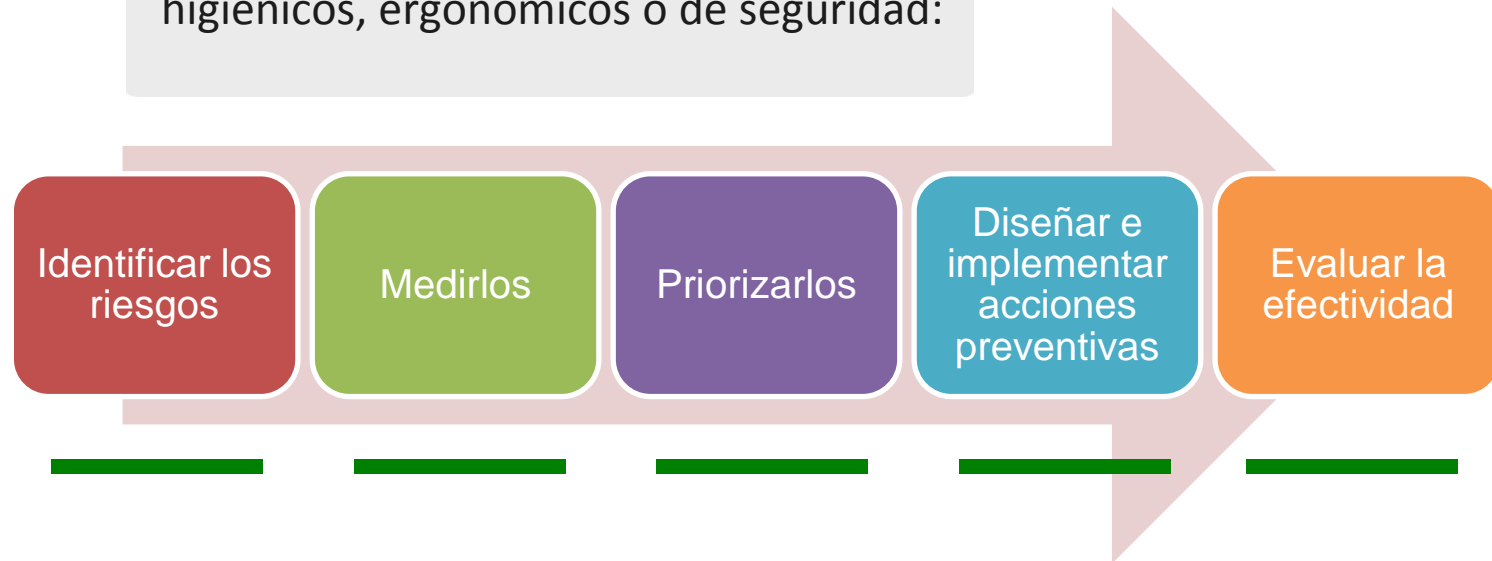 higiénicos, ergonómicos o de seguridad:
Identificar los
riesgos
Medirlos
Priorizarlos
Diseñar e
implementar
acciones
preventivas
Evaluar la
efectividad